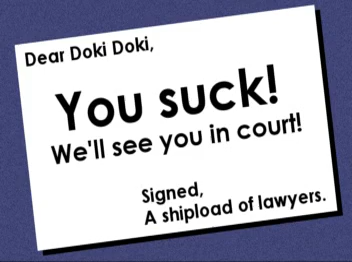 Dear Doki Doki,
You suck!
We'll see you in court!
Signed,
A shipload of lawyers.